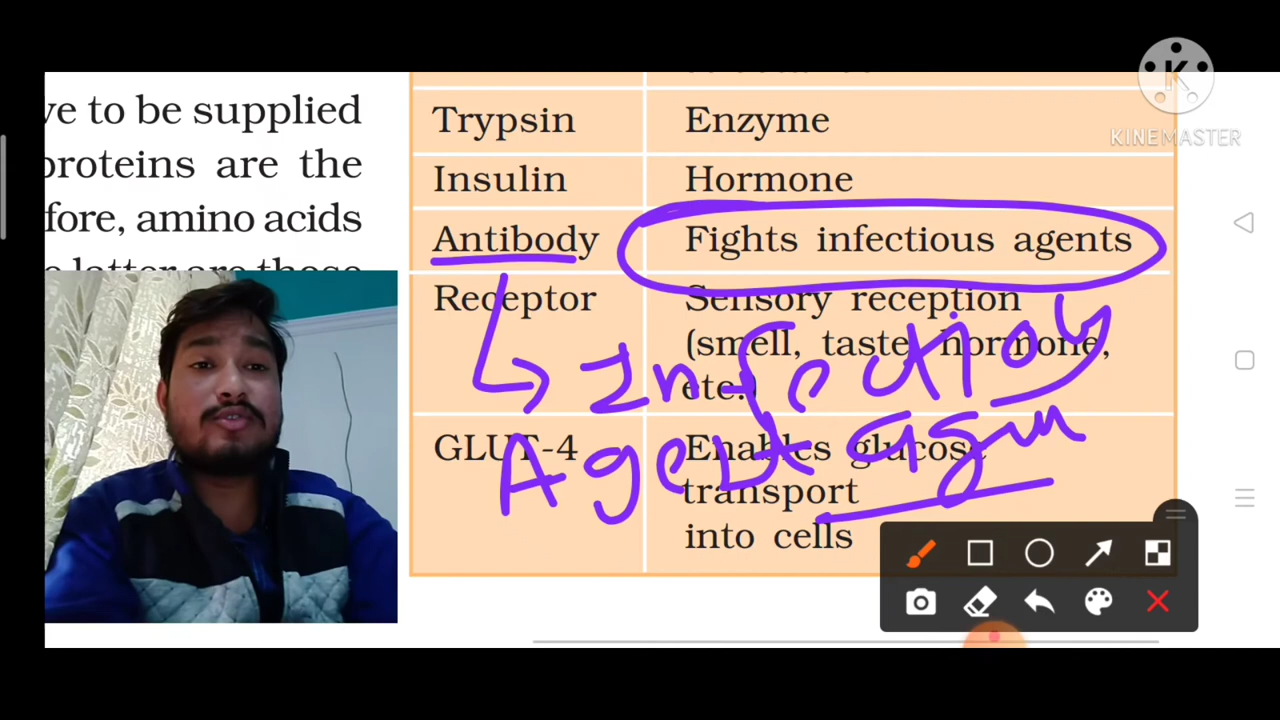 ve to be supplied
proteins are the
fore, amino acids
Trypsin Enzyme
Insulin Hormone
Antibody Fights infectious agents
Receptor Sensory reception
(smell, taste, hormone,
etc.)
GLUT-4 Enables glucose
transport
into cells
Agent
K
KINEMASTER